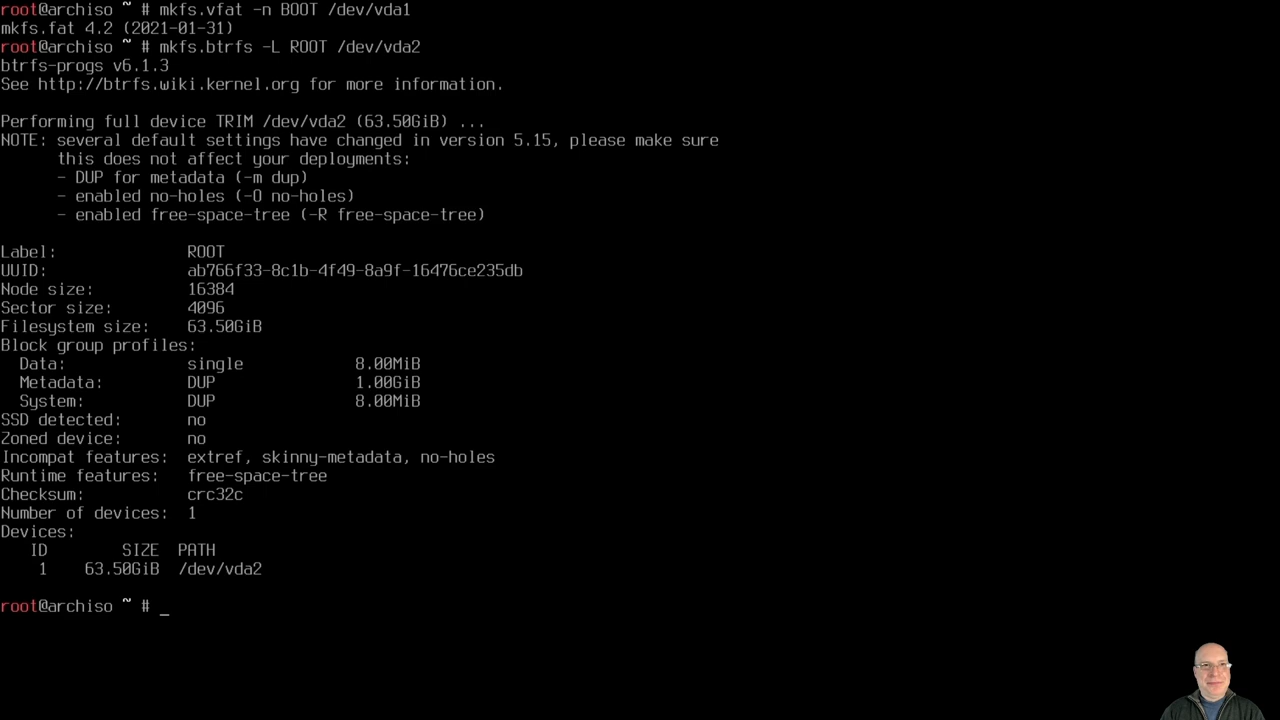 root@archiso ~ # mkfs.vfat -n BOOT /dev/vda1
mkfs.fat 4.2 (2021-01-31)
root@archiso ~ # mkfs.btrfs -L ROOT /dev/vda2
btrfs-progs v6.1.3
See http://btrfs.wiki.kernel.org for more information.

Performing full device TRIM /dev/vda2 (63.50GiB) ...
NOTE: several default settings have changed in version 5.15, please make sure
      this does not affect your deployments:
      - DUP for metadata (-m dup)
      - enabled no-holes (-O no-holes)
      - enabled free-space-tree (-R free-space-tree)

Label:              ROOT
UUID:               ab766f33-8c1b-4f49-8a9f-16476ce235db
Node size:          16384
Sector size:        4096
Filesystem size:    63.50GiB
Block group profiles:
  Data:             single            8.00MiB
  Metadata:         DUP               1.00GiB
  System:           DUP               8.00MiB
SSD detected:       no
Zoned device:       no
Incompat features:  extref, skinny-metadata, no-holes
Runtime features:   free-space-tree
Checksum:           crc32c
Number of devices:  1
Devices:
   ID        SIZE  PATH
    1    63.50GiB  /dev/vda2

root@archiso ~ # _